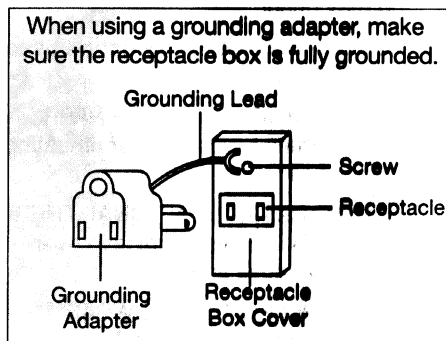 When using a grounding adapter, make
sure the receptacle box is fully grounded.
Grounding Lead
Screw
Receptacle
Grounding
Adapter
Receptacle
Box Cover